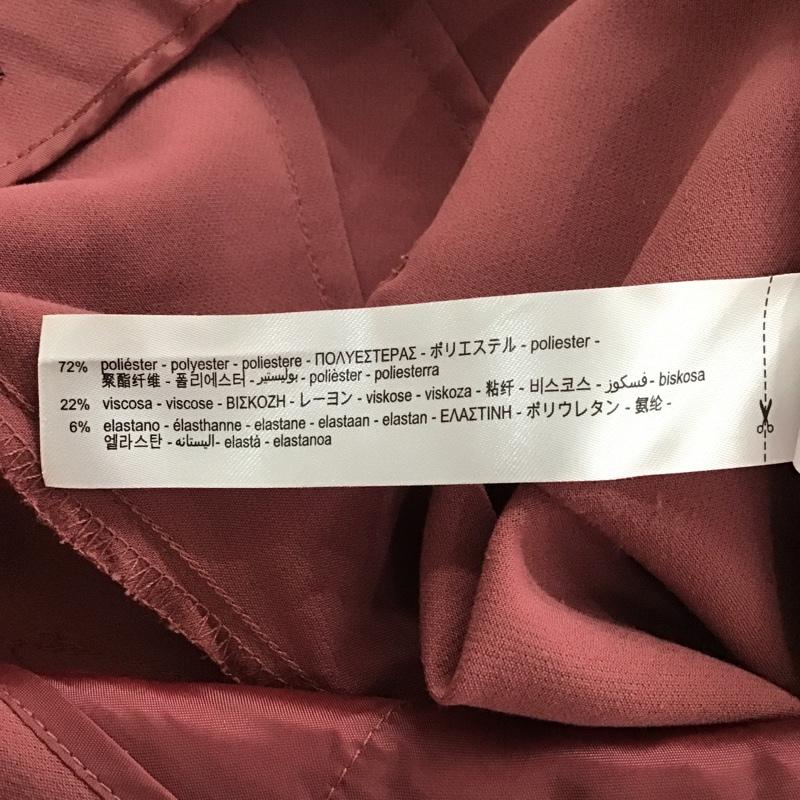 72% poliéster - polyester - poliestere - ΠΟΛΥΕΣΤΕΡΑΣ - ポリエステル - poliester -
聚酯纤维 - 폴리에스터 - بوليستير - polièster - poliesterra
22% viscosa - viscose - ΒΙΣΚΟΖΗ - レーヨン - viskose - viskoza - 粘纤 - 비스코스 - فسكوز - biskosa
6% elastano - élasthanne - elastane - elastaan - elastan - ΕΛΑΣΤΙΝΗ - ポリウレタン - 氨纶 -
엘라스탄 - اليستانه - elastà - elastanoa